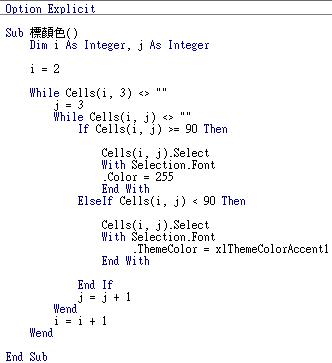 Option Explicit
Sub 標顏色()
    Dim i As Integer, j As Integer
    i = 2
    While Cells(i, 3) <> ""
        j = 3
        While Cells(i, j) <> ""
            If Cells(i, j) >= 90 Then
                Cells(i, j).Select
                With Selection.Font
                .Color = 255
                End With
            ElseIf Cells(i, j) < 90 Then
                Cells(i, j).Select
                With Selection.Font
                    .ThemeColor = xlThemeColorAccent1
                End With
            End If
            j = j + 1
        Wend
        i = i + 1
    Wend
End Sub